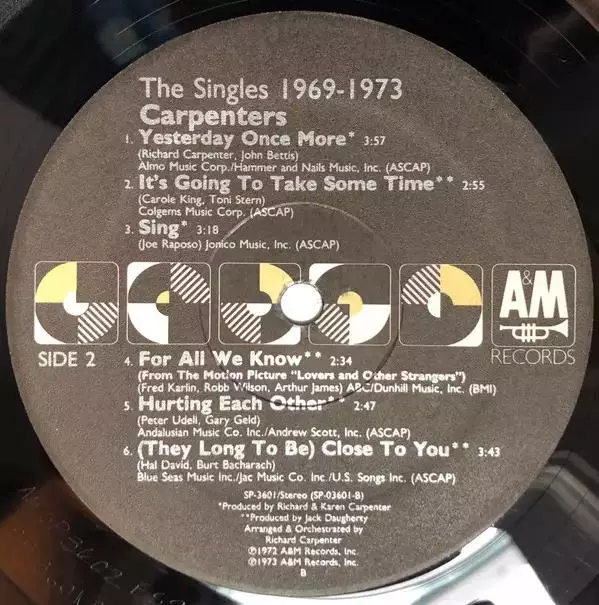 The Singles 1969-1973
Carpenters
1. Yesterday Once More* 3:57
(Richard Carpenter, John Bettis)
Almo Music Corp./Hammer and Nails Music, Inc. (ASCAP)
2. It's Going To Take Some Time** 2:55
(Carole King, Toni Stern)
Colgems Music Corp. (ASCAP)
3. Sing* 3:18
(Joe Raposo) Jonico Music, Inc. (ASCAP)
A&M
SIDE 2
RECORDS
4. For All We Know** 2:34
(From The Motion Picture "Lovers and Other Strangers")
(Fred Karlin, Robb Wilson, Arthur James) ABC/Dunhill Music, Inc. (BMI)
5. Hurting Each Other** 2:47
(Peter Udell, Gary Geld)
Andalusian Music Co. Inc./Andrew Scott, Inc. (ASCAP)
6. (They Long To Be) Close To You** 3:43
(Hal David, Burt Bacharach)
Blue Seas Music Inc./Jac Music Co. Inc./U.S. Songs Inc. (ASCAP)
SP-3601/Stereo (SP-03601-B)
*Produced by Richard & Karen Carpenter
**Produced by Jack Daugherty
Arranged & Orchestrated by
Richard Carpenter
℗1972 A&M Records, Inc.
℗1973 A&M Records, Inc.
B